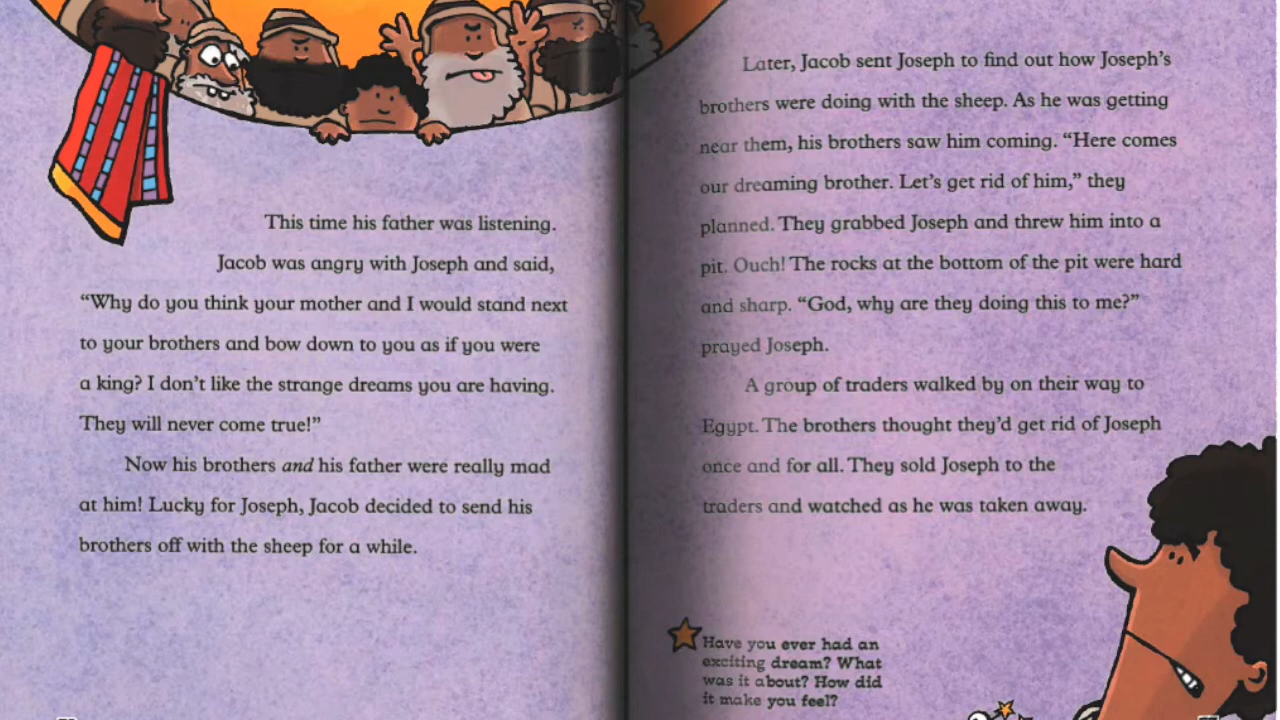 This time his father was listening.
Jacob was angry with Joseph and said,
“Why do you think your mother and I would stand next
to your brothers and bow down to you as if you were
a king? I don’t like the strange dreams you are having.
They will never come true!”
Now his brothers and his father were really mad
at him! Lucky for Joseph, Jacob decided to send his
brothers off with the sheep for a while.
Later, Jacob sent Joseph to find out how Joseph’s
brothers were doing with the sheep. As he was getting
near them, his brothers saw him coming. “Here comes
our dreaming brother. Let’s get rid of him,” they
planned. They grabbed Joseph and threw him into a
pit. Ouch! The rocks at the bottom of the pit were hard
and sharp. “God, why are they doing this to me?”
prayed Joseph.
A group of traders walked by on their way to
Egypt. The brothers thought they’d get rid of Joseph
once and for all. They sold Joseph to the
traders and watched as he was taken away.
Have you ever had an
exciting dream? What
was it about? How did
it make you feel?